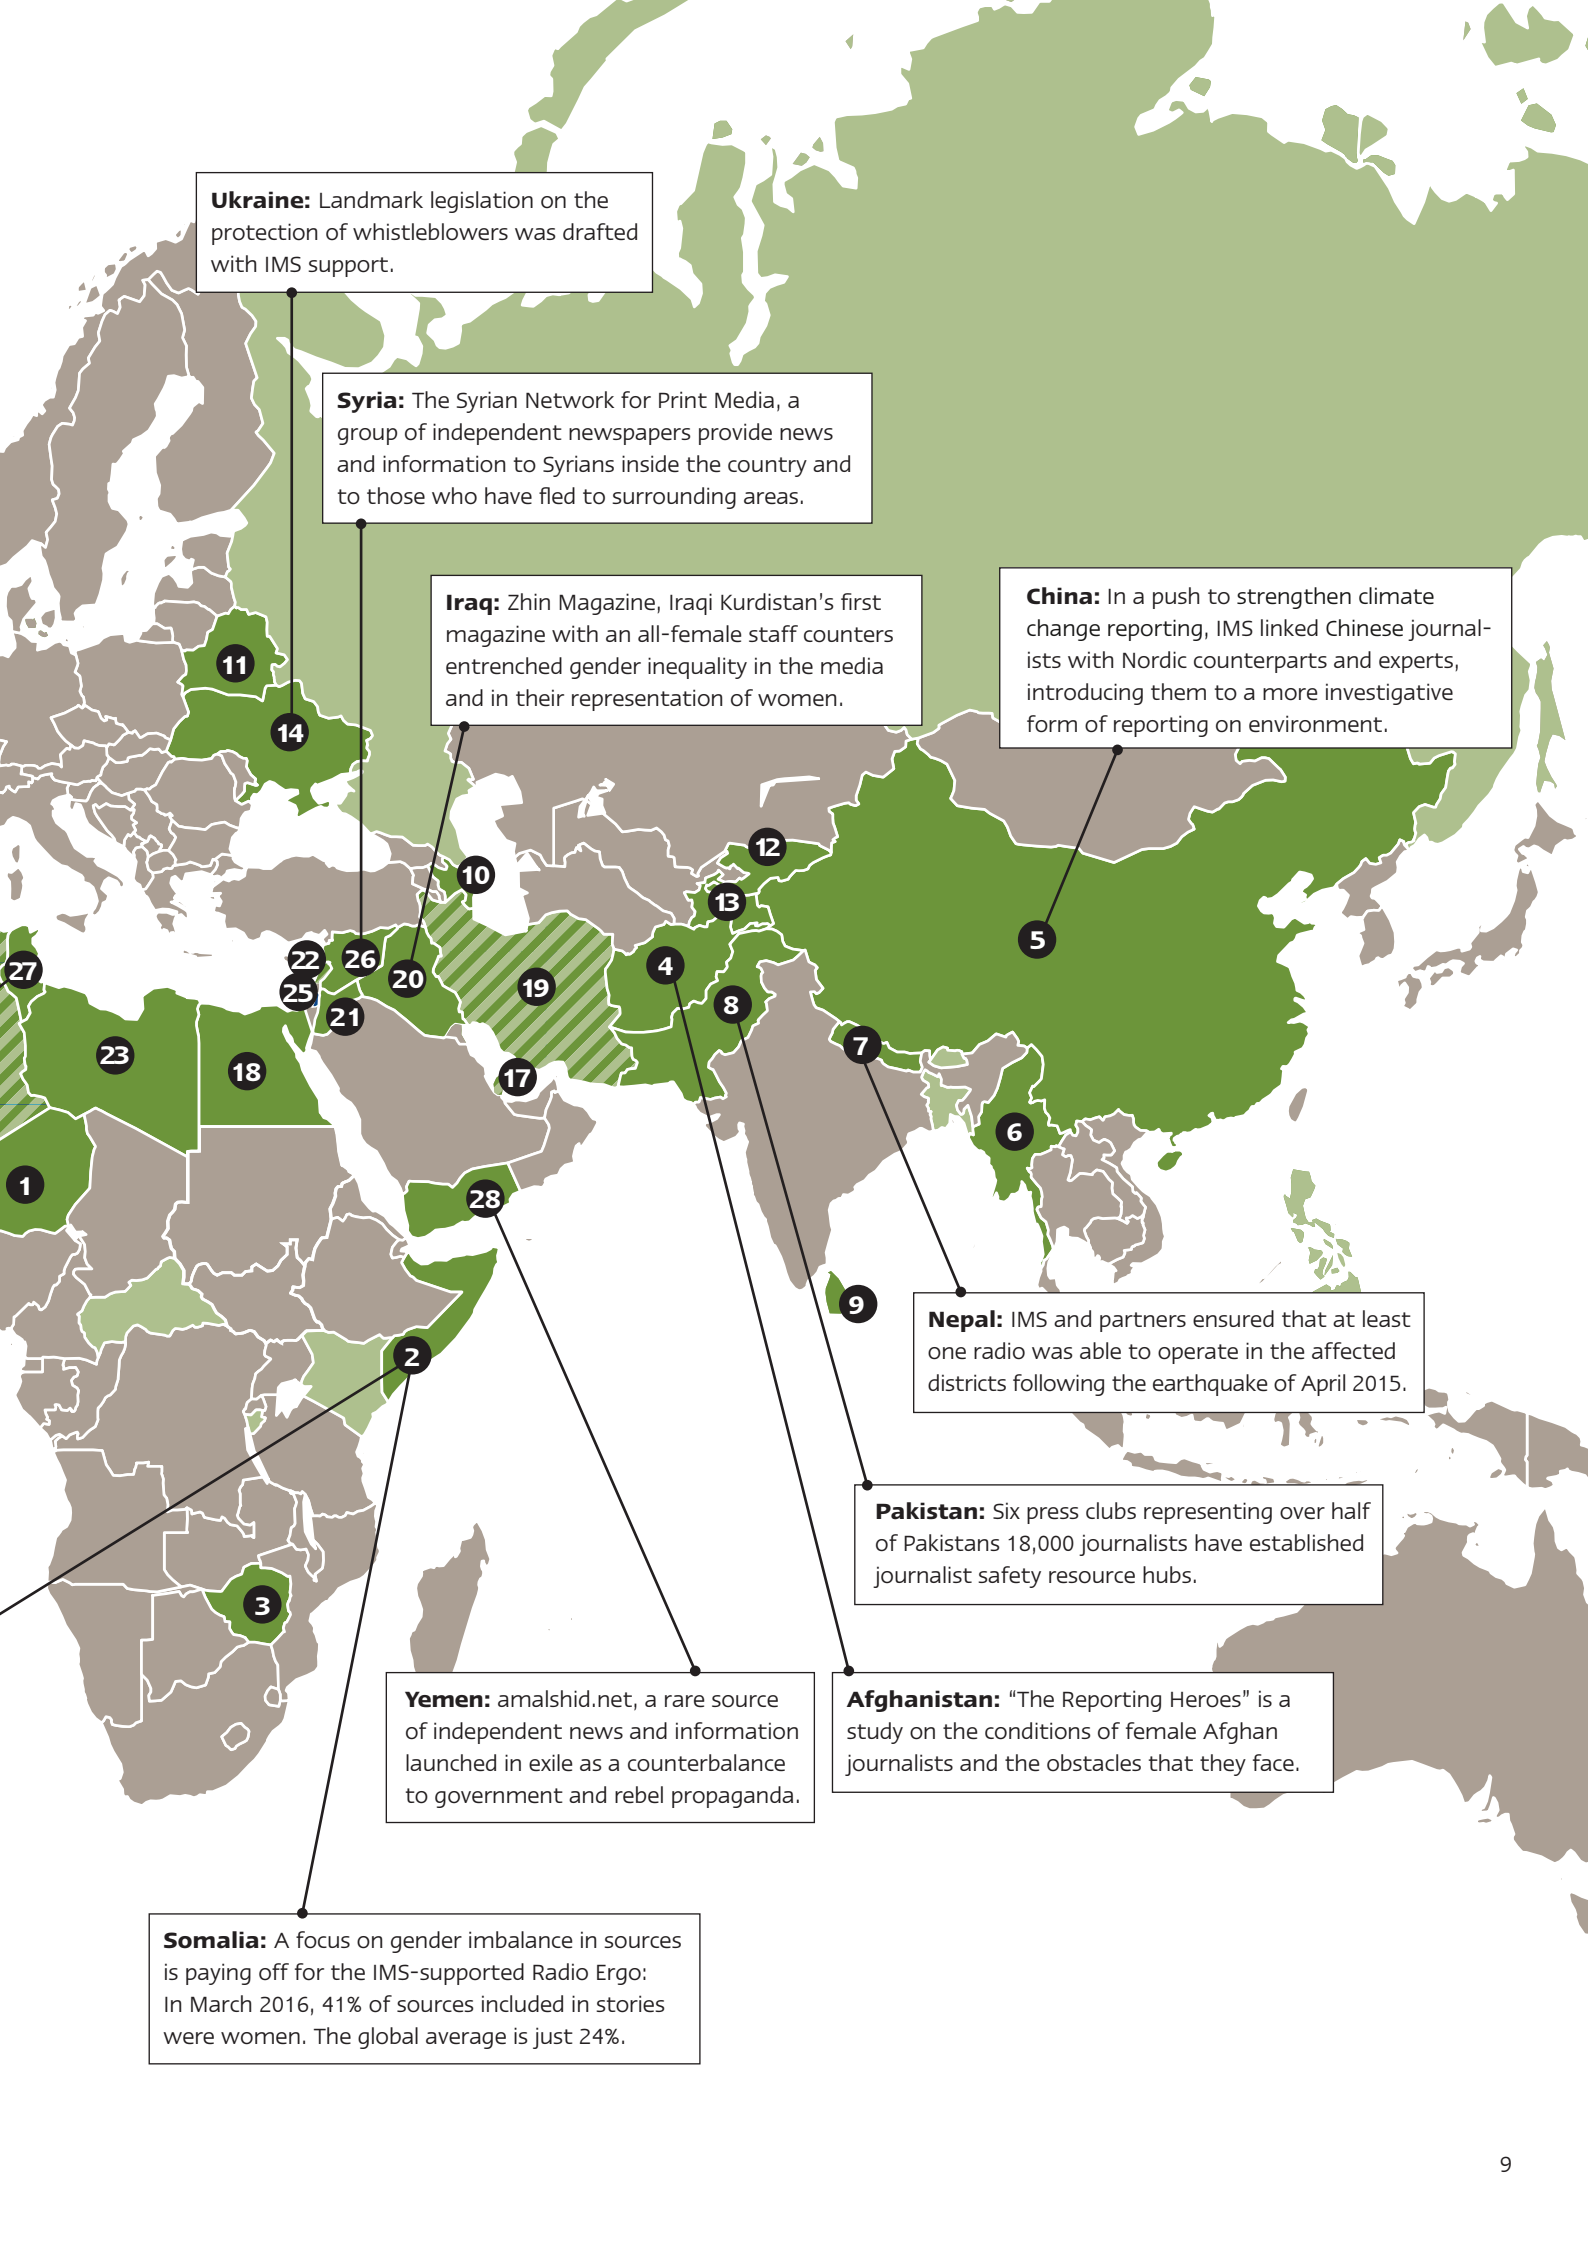 Ukraine: Landmark legislation on the
protection of whistleblowers was drafted
with IMS support.
Syria: The Syrian Network for Print Media, a
group of independent newspapers provide news
and information to Syrians inside the country and
to those who have fled to surrounding areas.
Iraq: Zhin Magazine, Iraqi Kurdistan's first
magazine with an all-female staff counters
entrenched gender inequality in the media
and in their representation of women.
China: In a push to strengthen climate
change reporting, IMS linked Chinese journal-
ists with Nordic counterparts and experts,
introducing them to a more investigative
form of reporting on environment.
11
14
12
10
13
5
22
26
4
27
20
19
25
8
21
7
23
18
17
6
1
28
9
2
Nepal: IMS and partners ensured that at least
one radio was able to operate in the affected
districts following the earthquake of April 2015.
Pakistan: Six press clubs representing over half
of Pakistans 18,000 journalists have established
journalist safety resource hubs.
3
Yemen: amalshid.net, a rare source
of independent news and information
launched in exile as a counterbalance
to government and rebel propaganda.
Afghanistan: “The Reporting Heroes” is a
study on the conditions of female Afghan
journalists and the obstacles that they face.
Somalia: A focus on gender imbalance in sources
is paying off for the IMS-supported Radio Ergo:
In March 2016, 41% of sources included in stories
were women. The global average is just 24%.
9